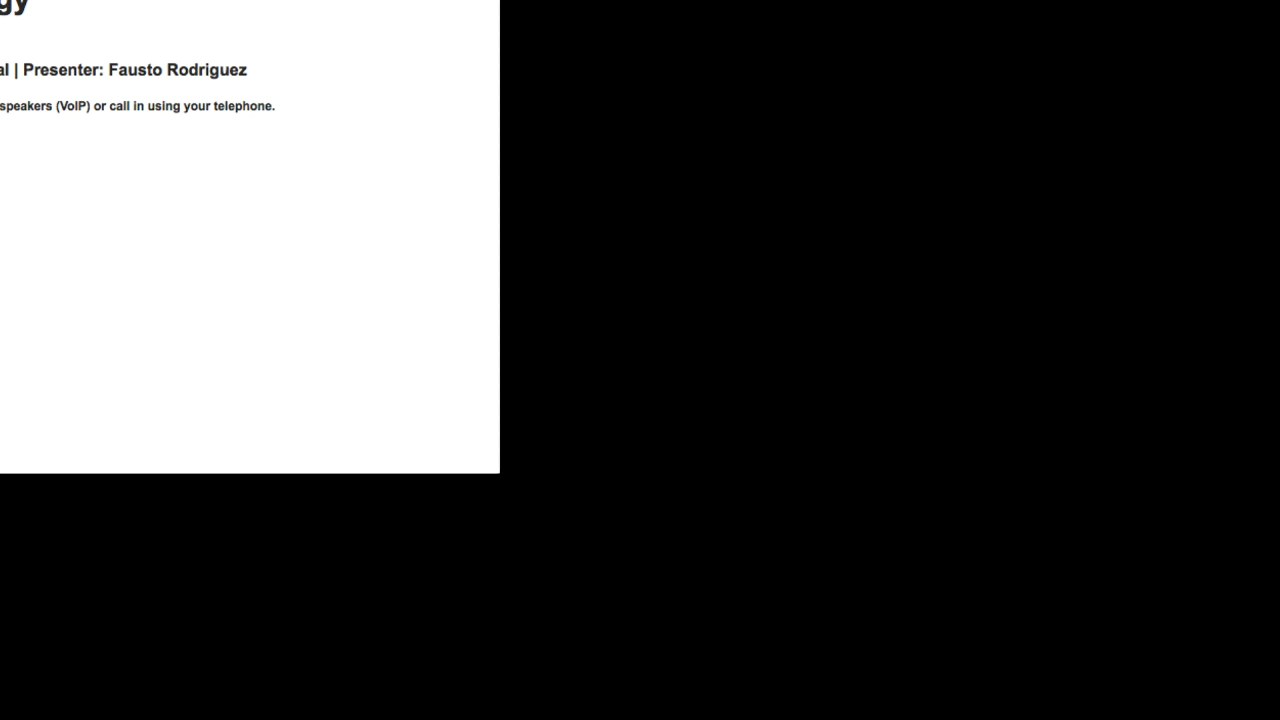 gy
al | Presenter: Fausto Rodriguez
speakers (VoIP) or call in using your telephone.